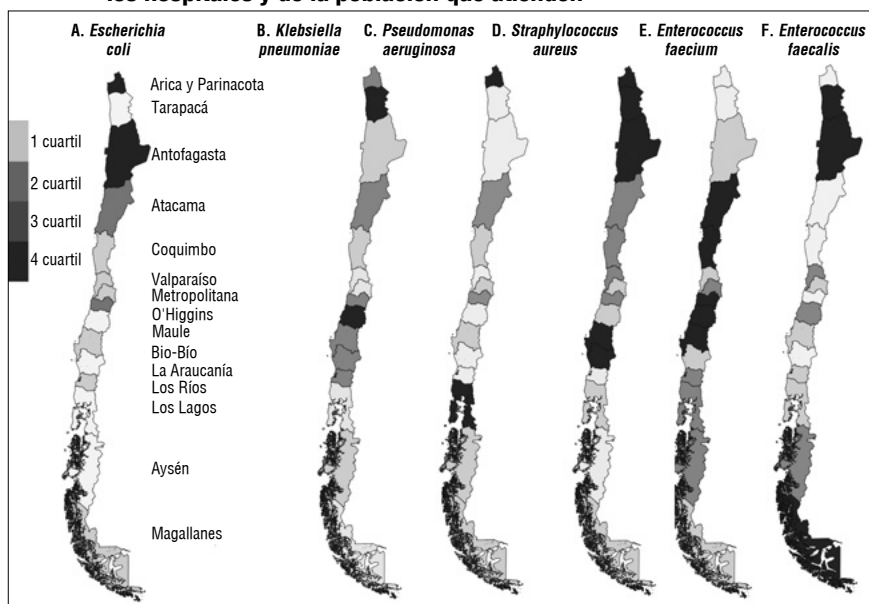 los hospitales y de la población que atienden
A. Escherichia
coli
B. Klebsiella
pneumoniae
C. Pseudomonas
aeruginosa
D. Straphylococcus
aureus
E. Enterococcus
faecium
F. Enterococcus
faecalis
1 cuartil
2 cuartil
3 cuartil
4 cuartil
Arica y Parinacota
Tarapacá
Antofagasta
Atacama
Coquimbo
Valparaíso
Metropolitana
O'Higgins
Maule
Bio-Bío
La Araucanía
Los Ríos
Los Lagos
Aysén
Magallanes